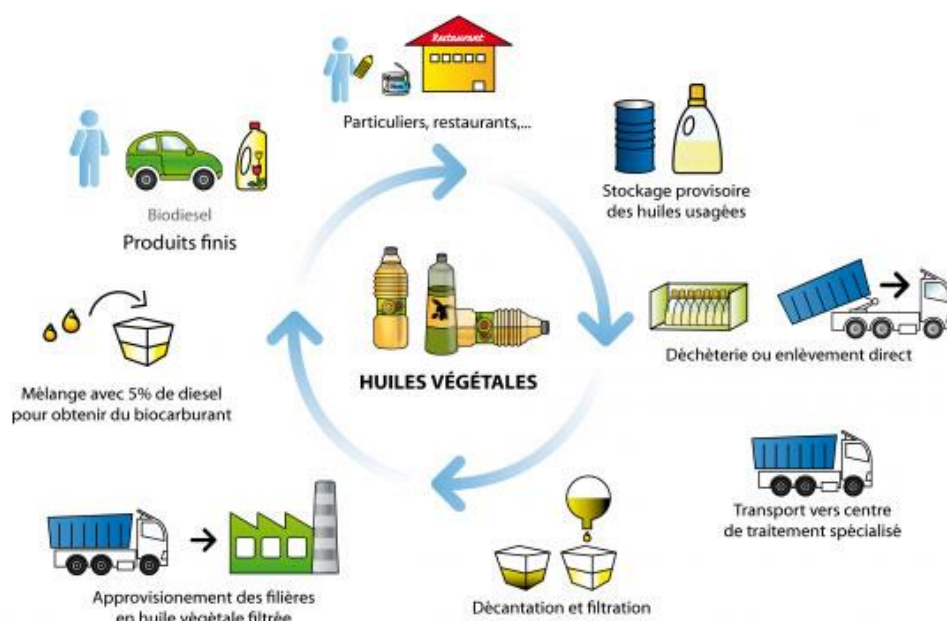 Restaurant
Particuliers, restaurants,...
Stockage provisoire
des huiles usagées
Déchèterie ou enlèvement direct
Transport vers centre
de traitement spécialisé
Décantation et filtration
Approvisionement des filières
en huile végétale filtrée
Mélange avec 5% de diesel
pour obtenir du biocarburant
Biodiesel
Produits finis
HUILES VÉGÉTALES